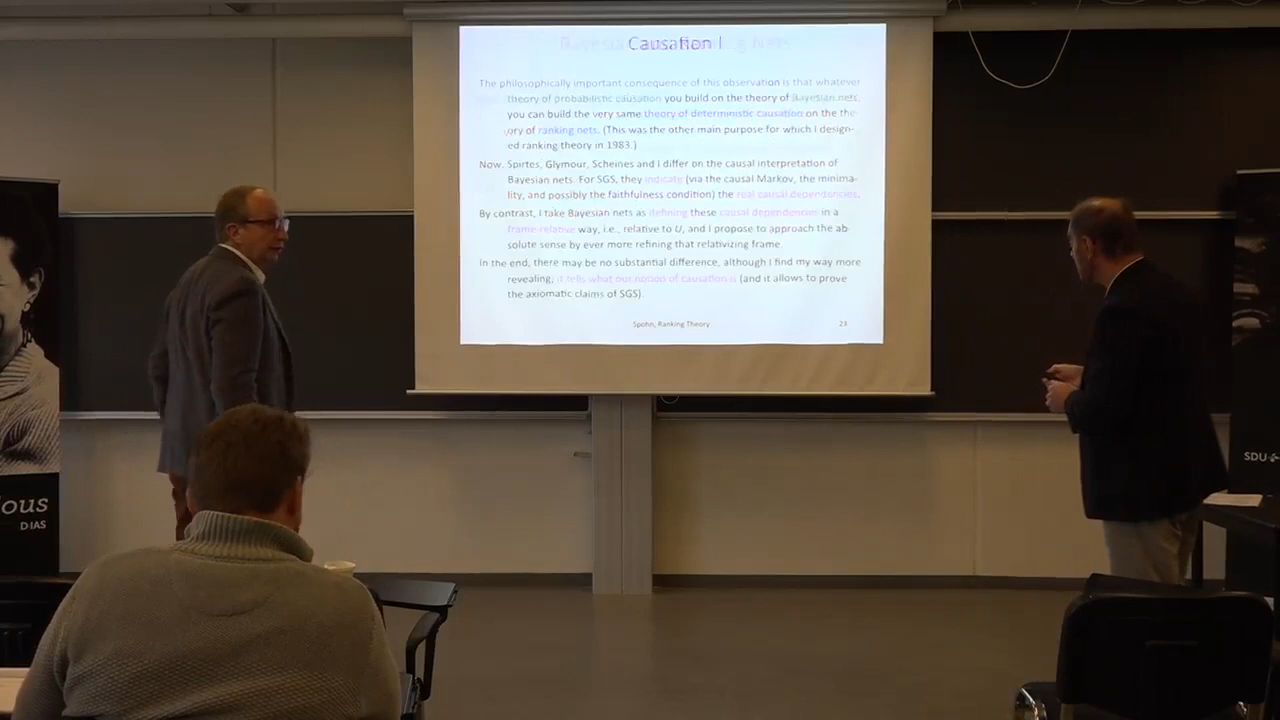 Causation I
The philosophically important consequence of this observation is that whatever
theory of probabilistic causation you build on the theory of Bayesian nets,
you can build the very same theory of deterministic causation on the the-
ory of ranking nets. (This was the other main purpose for which I design-
ed ranking theory in 1983.)
Now. Spirtes, Glymour, Scheines and I differ on the causal interpretation of
Bayesian nets. For SGS, they indicate (via the causal Markov, the minima-
lity, and possibly the faithfulness condition) the real causal dependencies.
By contrast, I take Bayesian nets as defining these causal dependencies in a
frame-relative way, i.e., relative to U, and I propose to approach the ab-
solute sense by ever more refining that relativizing frame.
In the end, there may be no substantial difference, although I find my way more
revealing; it tells what our notion of causation is (and it allows to prove
the axiomatic claims of SGS).
Spohn, Ranking Theory 23
ous
DIAS
SDU